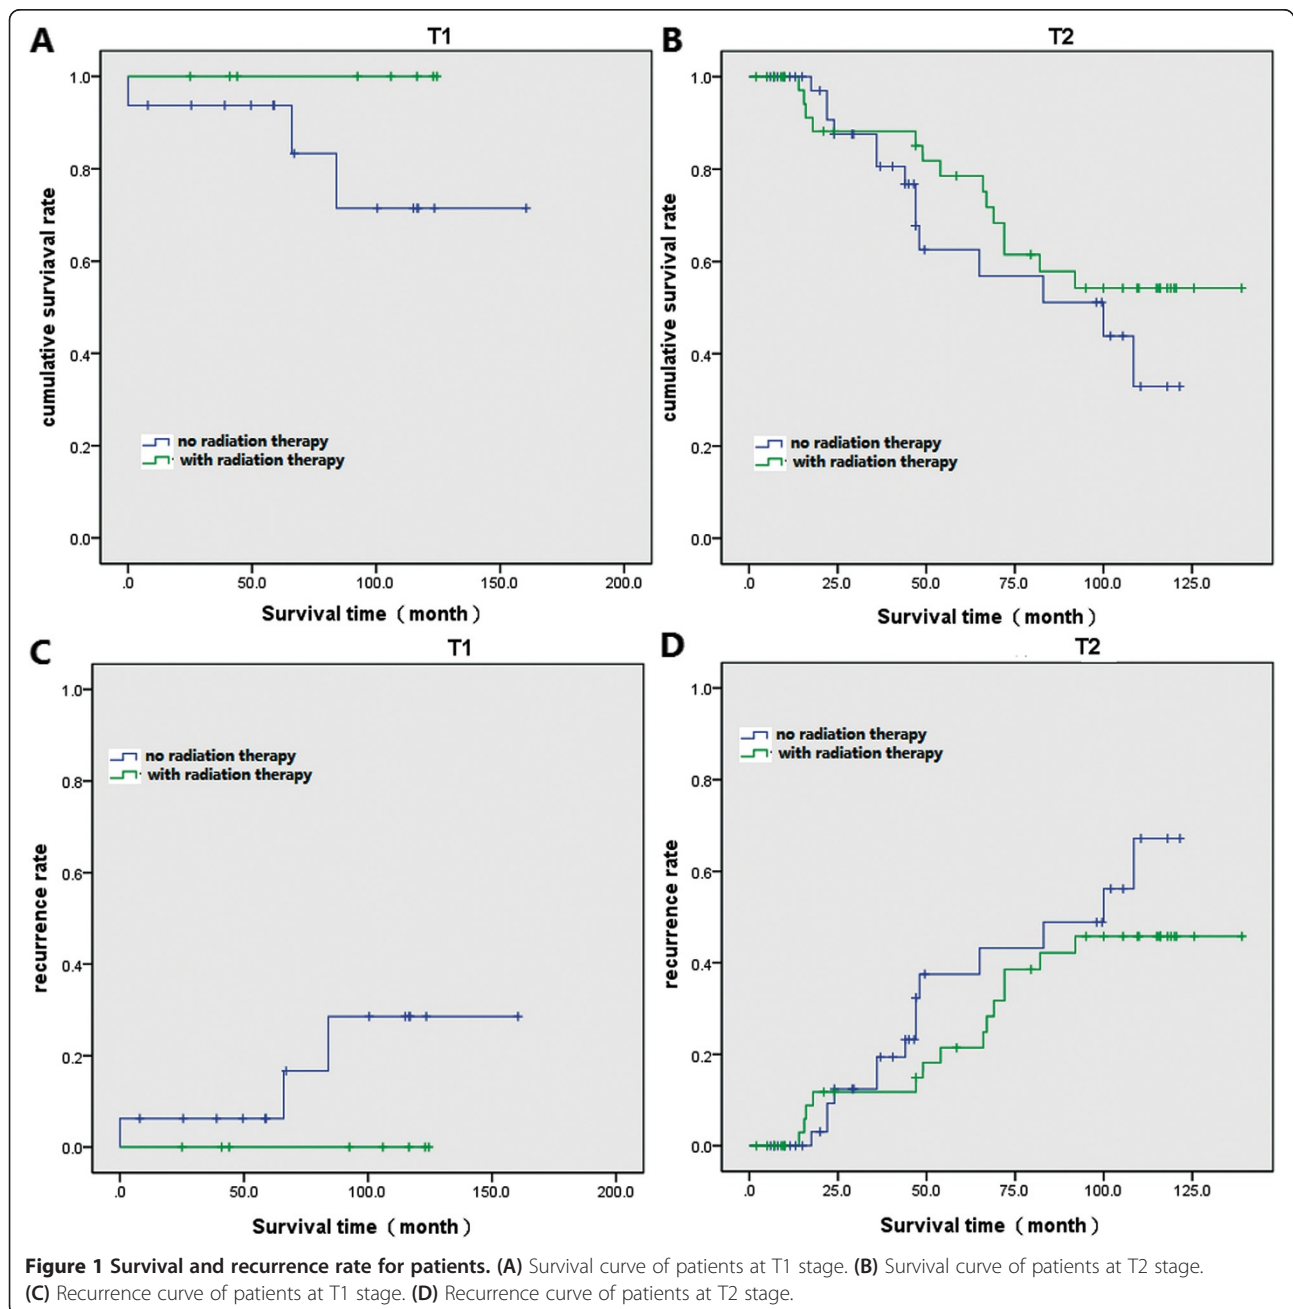 A
T1
1.0
0.8
0.6
0.4
0.2
0.0
cumulative surviaval rate
no radiation therapy
with radiation therapy
.0 50.0 100.0 150.0 200.0
Survival time (month)
B
T2
1.0
0.8
0.6
0.4
0.2
0.0
cumulative survival rate
no radiation therapy
with radiation therapy
.0 25.0 50.0 75.0 100.0 125.0
Survival time (month)
C
T1
1.0
0.8
0.6
0.4
0.2
0.0
recurrence rate
no radiation therapy
with radiation therapy
.0 50.0 100.0 150.0 200.0
Survival time (month)
D
T2
1.0
0.8
0.6
0.4
0.2
0.0
recurrence rate
no radiation therapy
with radiation therapy
.0 25.0 50.0 75.0 100.0 125.0
Survival time (month)
Figure 1 Survival and recurrence rate for patients. (A) Survival curve of patients at T1 stage. (B) Survival curve of patients at T2 stage.
(C) Recurrence curve of patients at T1 stage. (D) Recurrence curve of patients at T2 stage.